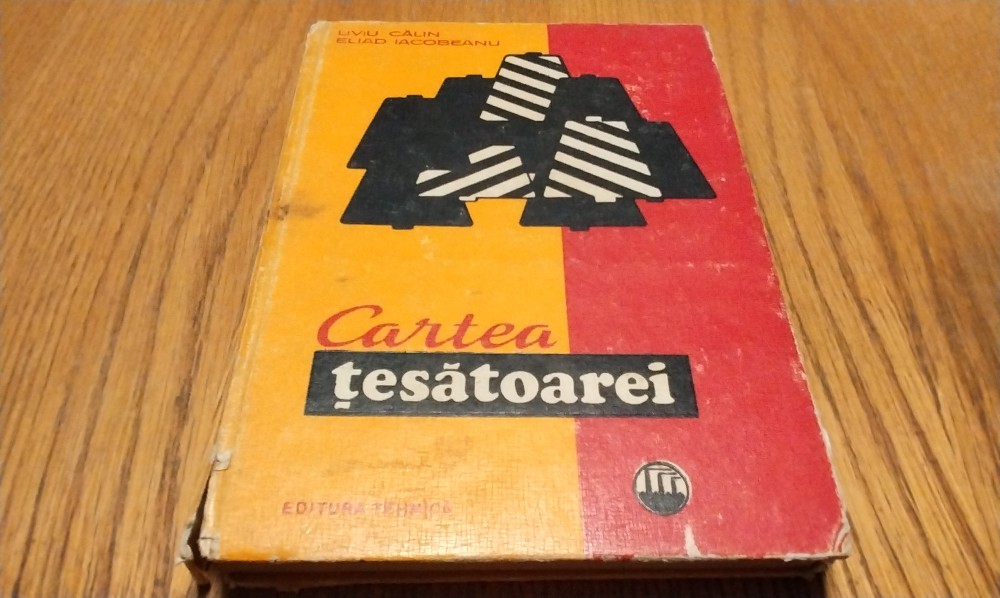 LIVIU CĂLIN
ELIAD IACOBEANU
Cartea
țesătoarei
EDITURA TEHNICĂ